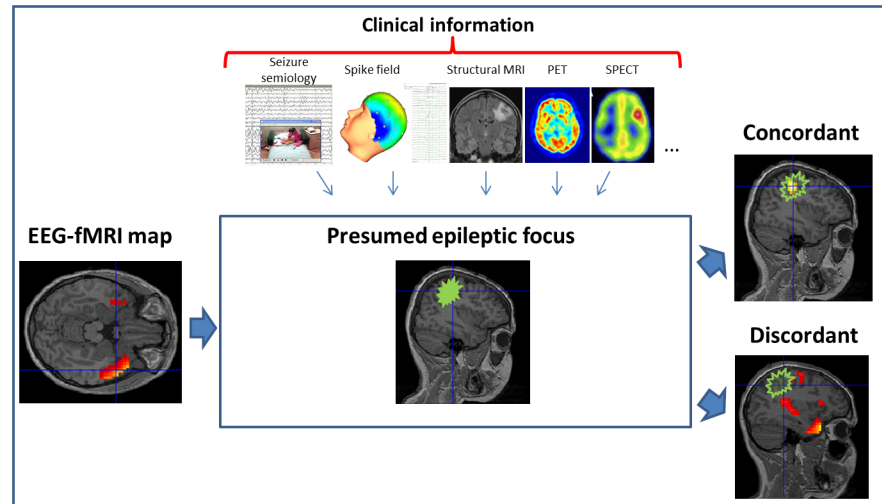 Clinical information
Seizure
semiology
Spike field
Structural MRI
PET
SPECT
...
Concordant
EEG-fMRI map
Presumed epileptic focus
Discordant